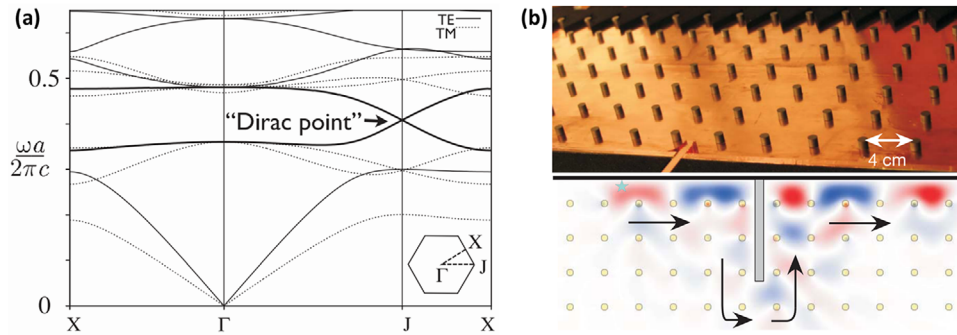 (a)
TE
TM
0.5
"Dirac point"
ωa
2πc
X
Γ
J
0
X
Γ
J
X
(b)
4 cm